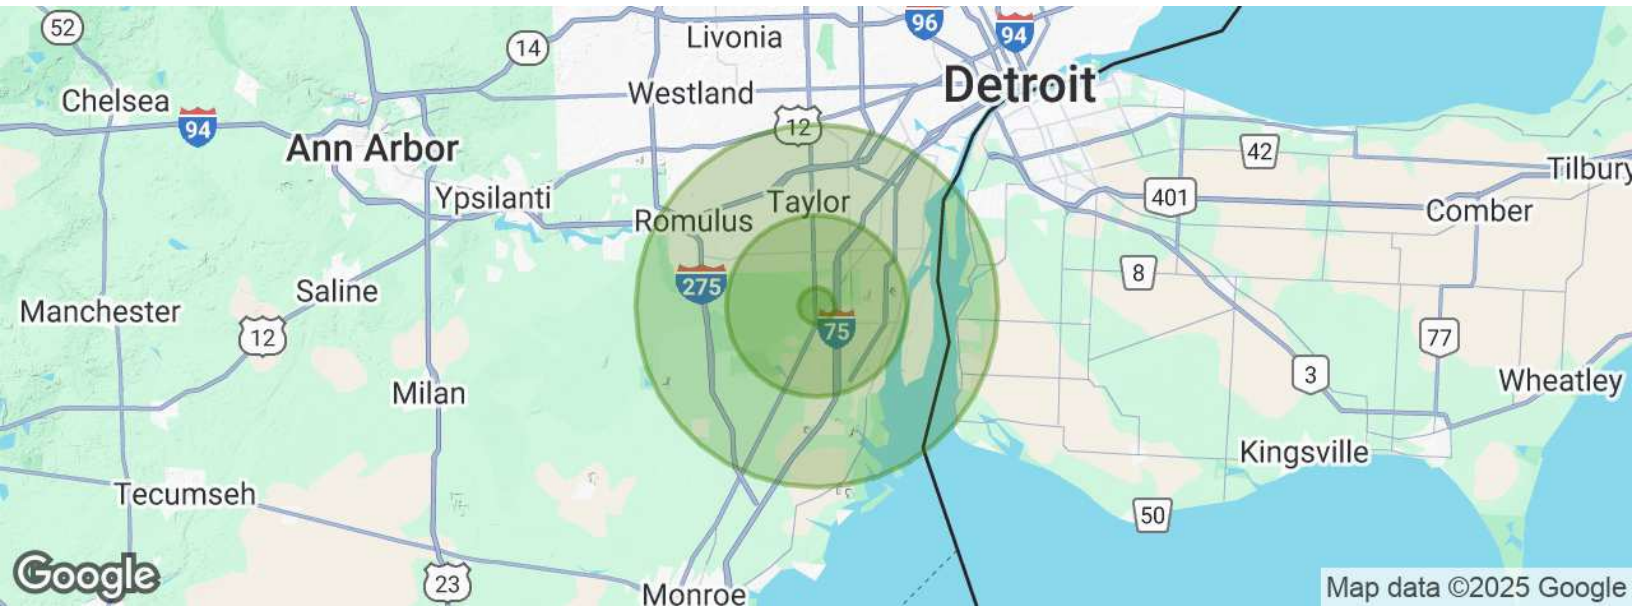 52
96
94
Livonia
14
Detroit
Chelsea
Westland
94
12
Ann Arbor
42
Tilbury
Ypsilanti
Taylor
401
Romulus
Comber
275
8
Saline
Manchester
12
75
77
3
Milan
Wheatley
Kingsville
Tecumseh
50
Google
23
Monroe
Map data ©2025 Google